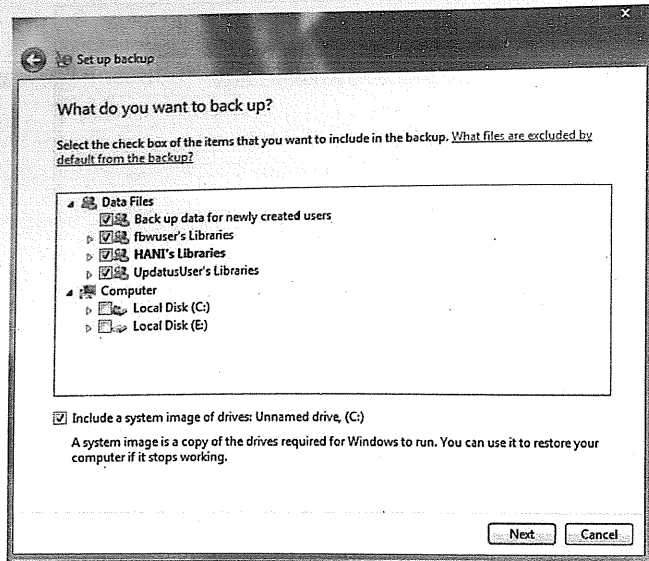 Set up backup
What do you want to back up?
Select the check box of the items that you want to include in the backup. What files are excluded by
default from the backup?
Data Files
Back up data for newly created users
fbwuser's Libraries
HANI's Libraries
UpdatusUser's Libraries
Computer
Local Disk (C:)
Local Disk (E:)
Include a system image of drives: Unnamed drive, (C:)
A system image is a copy of the drives required for Windows to run. You can use it to restore your
computer if it stops working.
Next Cancel